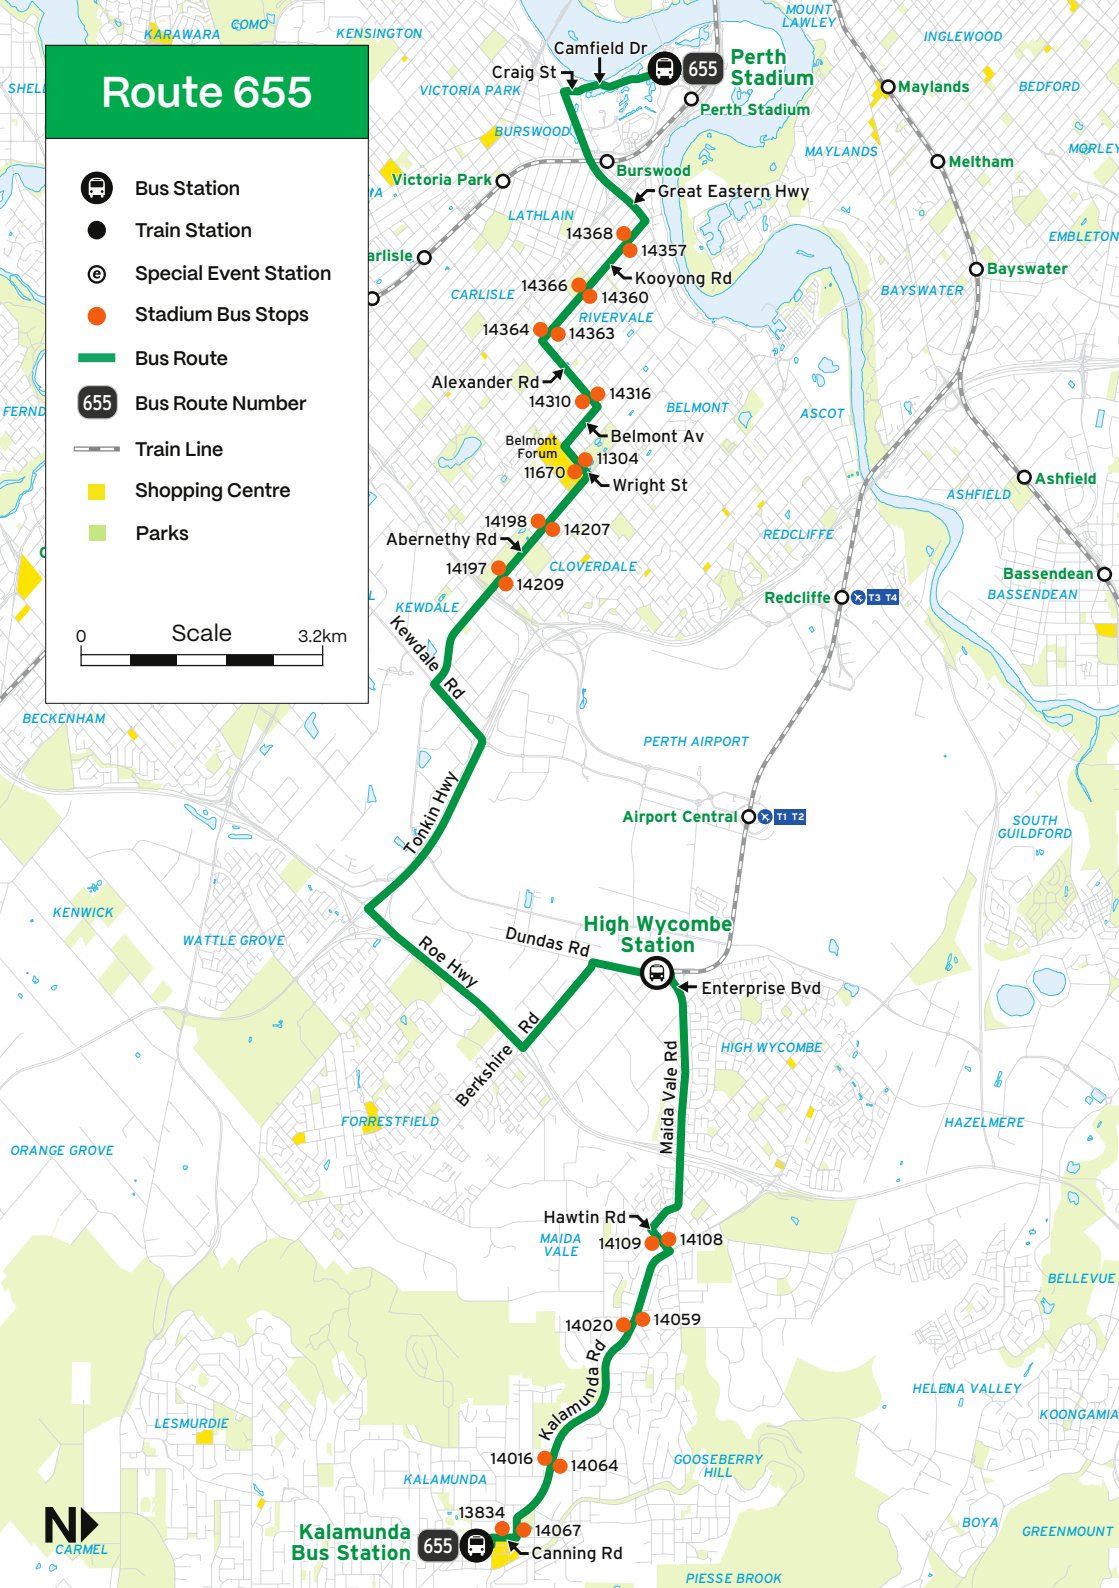 Route 655
Bus Station
Train Station
e
Special Event Station
Stadium Bus Stops
Bus Route
655
Bus Route Number
Train Line
Shopping Centre
Parks
0
Scale
3.2km
KARAWARA
COMO
KENSINGTON
MOUNT
LAWLEY
INGLEWOOD
Camfield Dr
Craig St
655
Perth
Stadium
Perth Stadium
VICTORIA PARK
BURSWOOD
Maylands
BEDFORD
MORLEY
MAYLANDS
Meltham
Burswood
Victoria Park
Great Eastern Hwy
LATHLAIN
14368
14357
EMBLETON
arlisle
Kooyong Rd
Bayswater
BAYSWATER
14366
14360
CARLISLE
RIVERVALE
14364
14363
Alexander Rd
14310
14316
BELMONT
ASCOT
Belmont Av
Belmont
Forum
11304
11670
Wright St
Ashfield
ASHFIELD
14198
14207
Abernethy Rd
REDCLIFFE
14197
14209
CLOVERDALE
Bassendean
BASSENDEAN
KEWDALE
Redcliffe
T3 T4
Kewdale
Rd
BECKENHAM
PERTH AIRPORT
Tonkin Hwy
Airport Central
T1 T2
SOUTH
GUILDFORD
KENWICK
WATTLE GROVE
High Wycombe
Station
Dundas Rd
Roe Hwy
Enterprise Bvd
Berkshire
Rd
Maida Vale Rd
HIGH WYCOMBE
FORRESTFIELD
HAZELMERE
ORANGE GROVE
Hawtin Rd
MAIDA
VALE
14109
14108
BELLEVUE
14020
14059
Kalamunda Rd
HELENA VALLEY
KOONGAMIA
LESMURDIE
14016
14064
GOOSEBERRY
HILL
KALAMUNDA
13834
14067
N
CARMEL
Kalamunda
Bus Station
655
Canning Rd
BOYA
GREENMOUNT
PIESSE BROOK